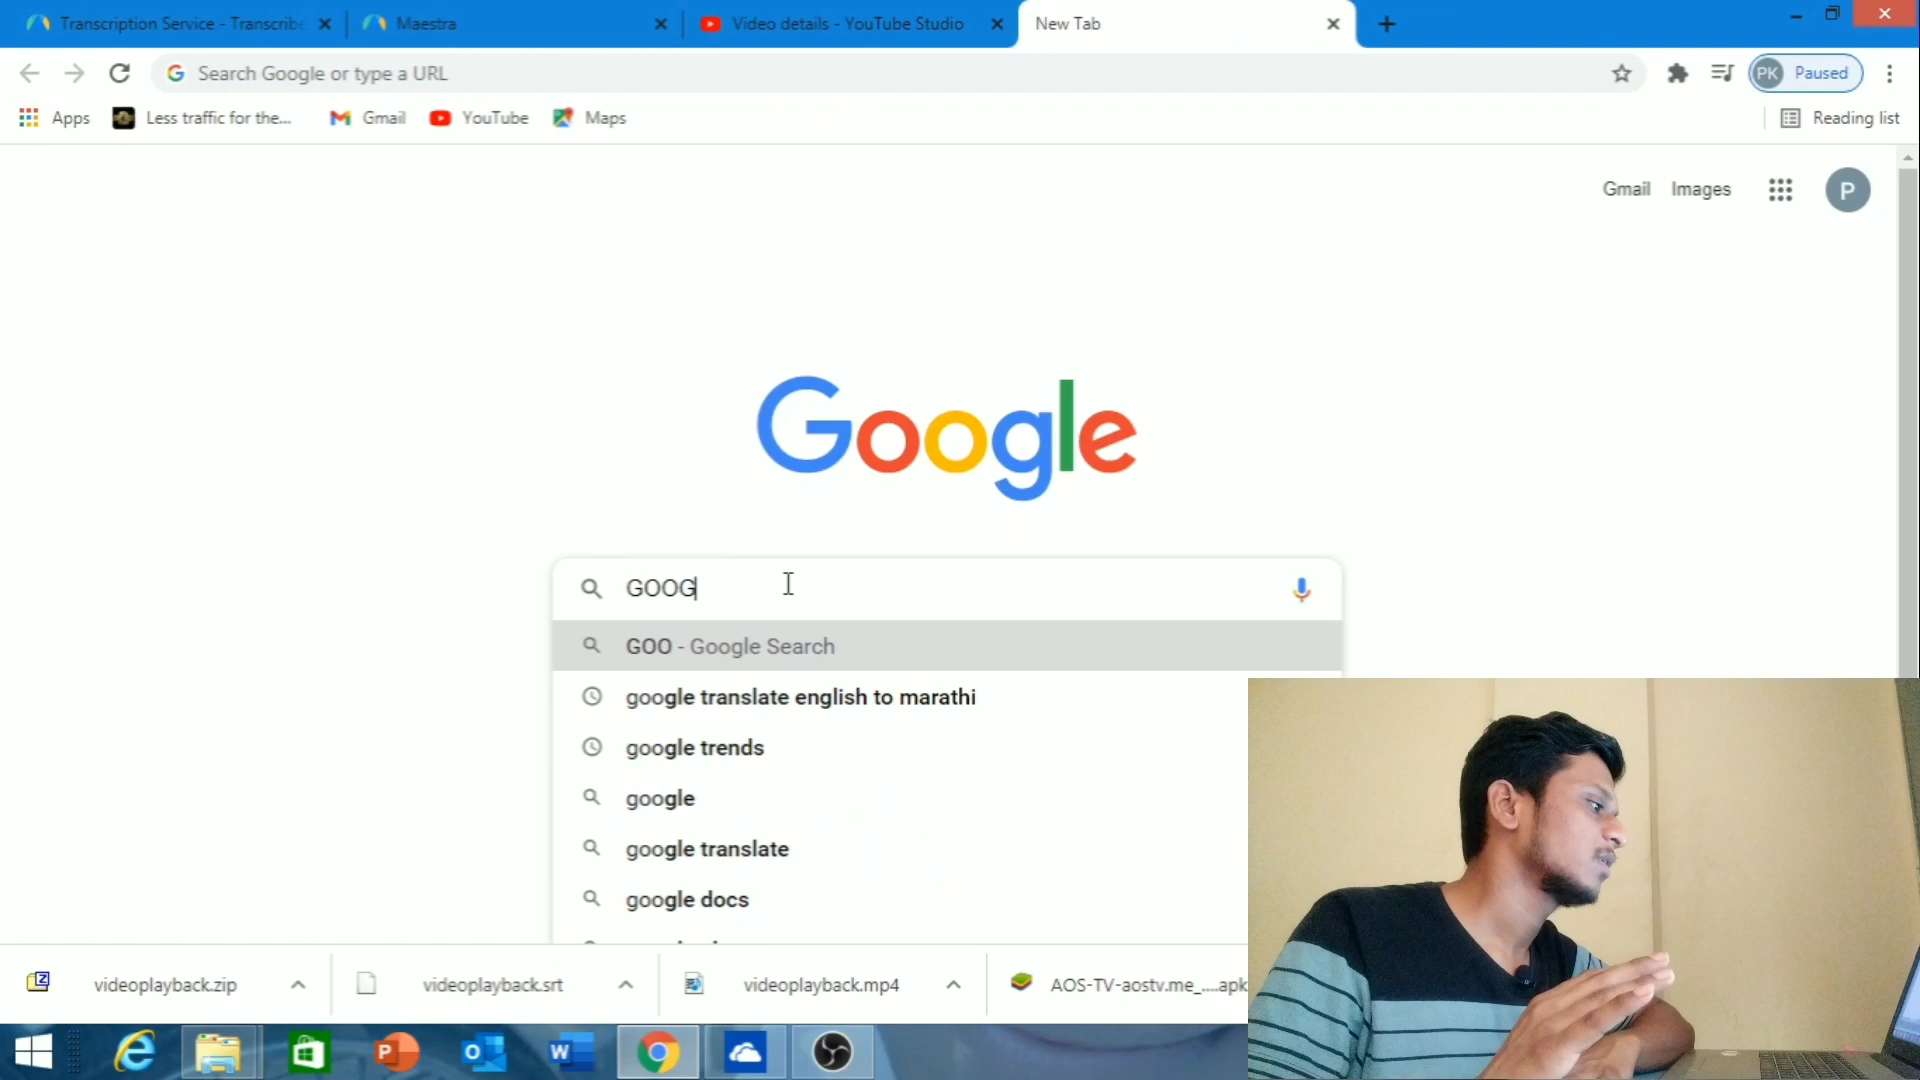 Transcription Service - Transcribe
Maestra
Video details - YouTube Studio
New Tab
Search Google or type a URL
PK Paused
Apps
Less traffic for the...
Gmail
YouTube
Maps
Reading list
Gmail
Images
P
Google
GOOG
GOO - Google Search
google translate english to marathi
google trends
google
google translate
google docs
videoplayback.zip
videoplayback.srt
videoplayback.mp4
AOS-TV-aostv.me_....apk